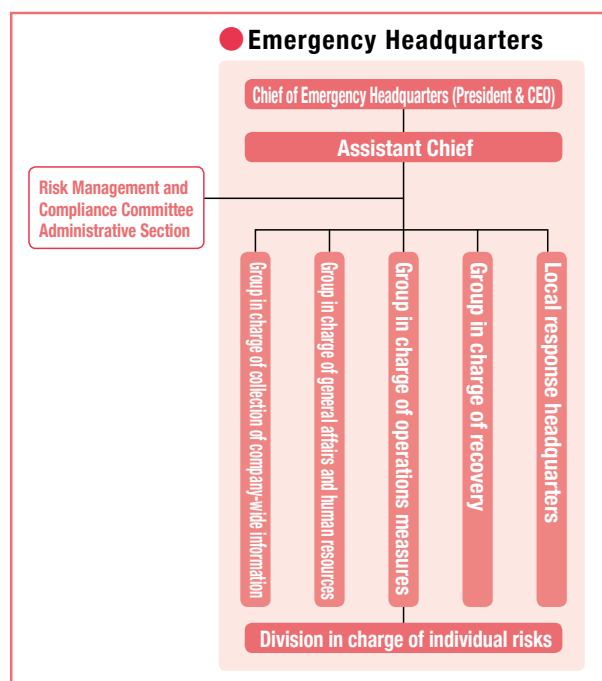 Emergency Headquarters
Chief of Emergency Headquarters (President & CEO)
Assistant Chief
Risk Management and
Compliance Committee
Administrative Section
Group in charge of collection of company-wide information
Group in charge of general affairs and human resources
Group in charge of operations measures
Group in charge of recovery
Local response headquarters
Division in charge of individual risks